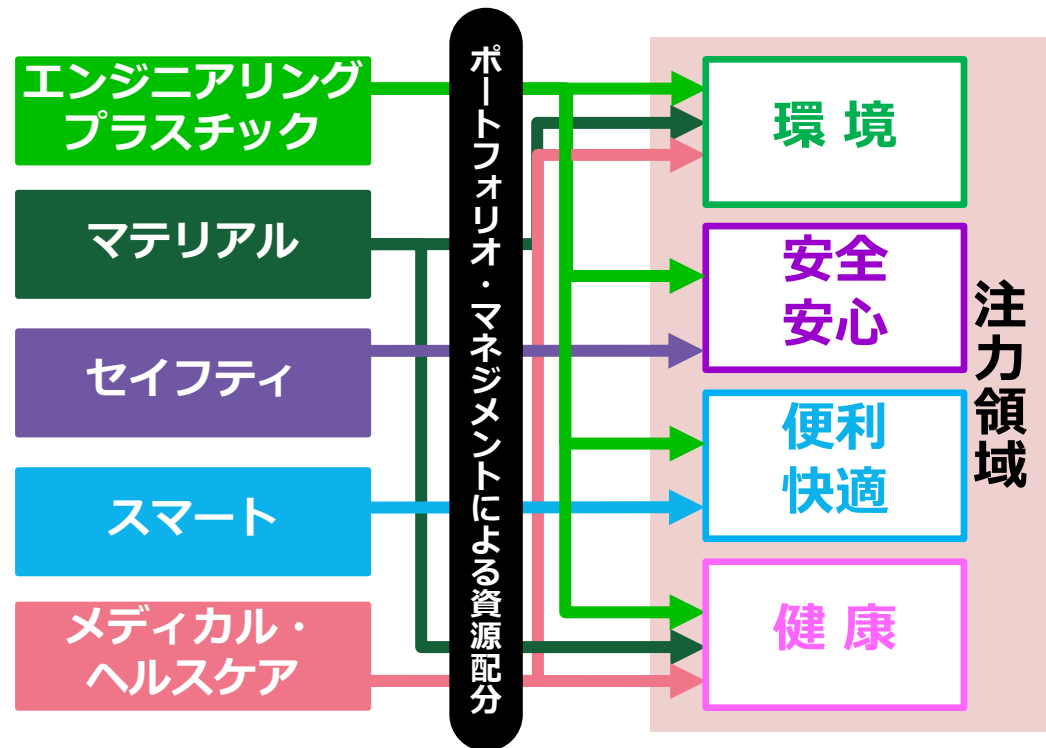 エンジニアリング
プラスチック
マテリアル
セイフティ
スマート
メディカル・
ヘルスケア
ポートフォリオ・マネジメントによる資源配分
環 境
安全
安心
便利
快適
健 康
注力領域